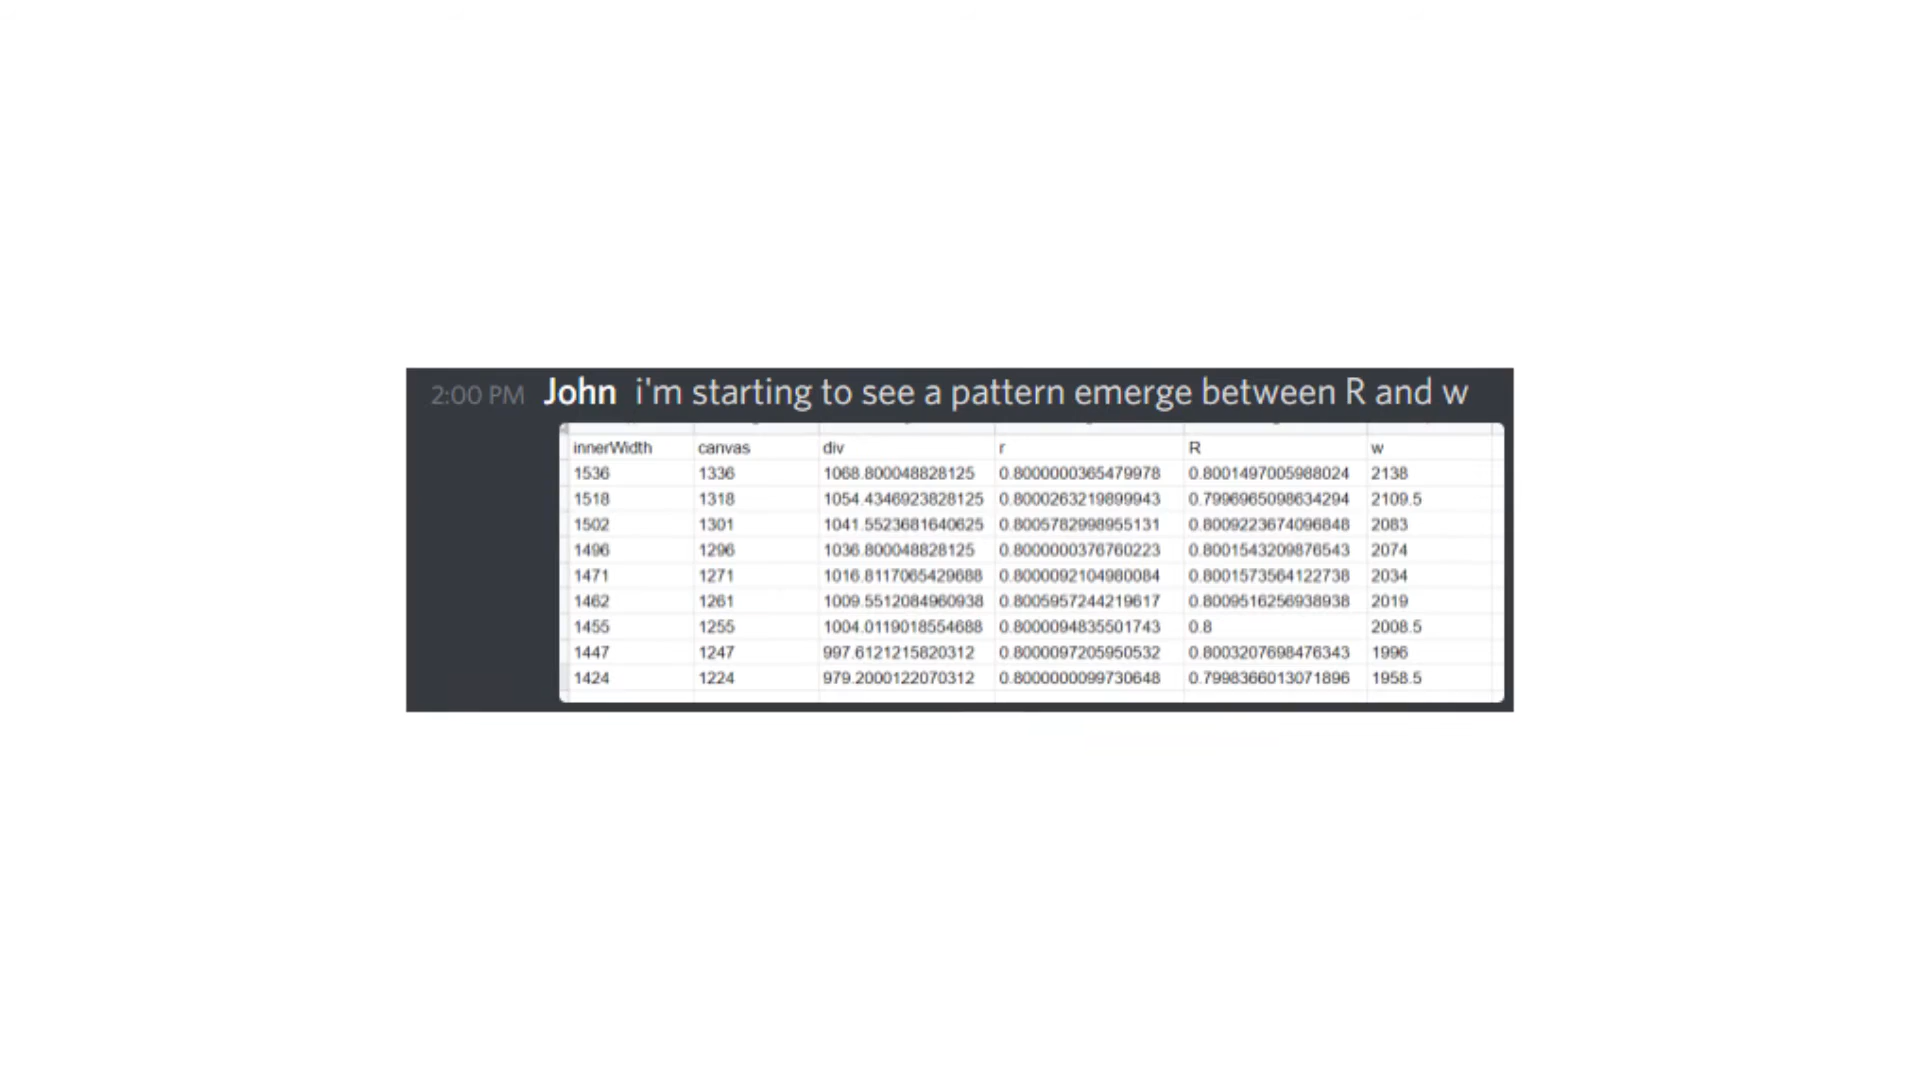 2:00 PM John i'm starting to see a pattern emerge between R and w
innerWidth canvas div r R w
1536 1336 1068.800048828125 0.8000000365479978 0.80014970059880​24 2138
1518 1318 1054.4346923828125 0.8000263219899943 0.7996965098634294 2109.5
1502 1301 1041.5523681640625 0.8005782998955131 0.8009223674096848 2083
1496 1296 1036.800048828125 0.8000000376760223 0.8001543209876543 2074
1471 1271 1016.8117065429688 0.8000092104980084 0.8001573564122738 2034
1462 1261 1009.5512084960938 0.8005957244219617 0.8009516256938938 2019
1455 1255 1004.0119018554688 0.8000094835501743 0.8 2008.5
1447 1247 997.6121215820312 0.8000097205950532 0.8003207698476343 1996
1424 1224 979.2000122070312 0.8000000099730648 0.7998366013071896 1958.5